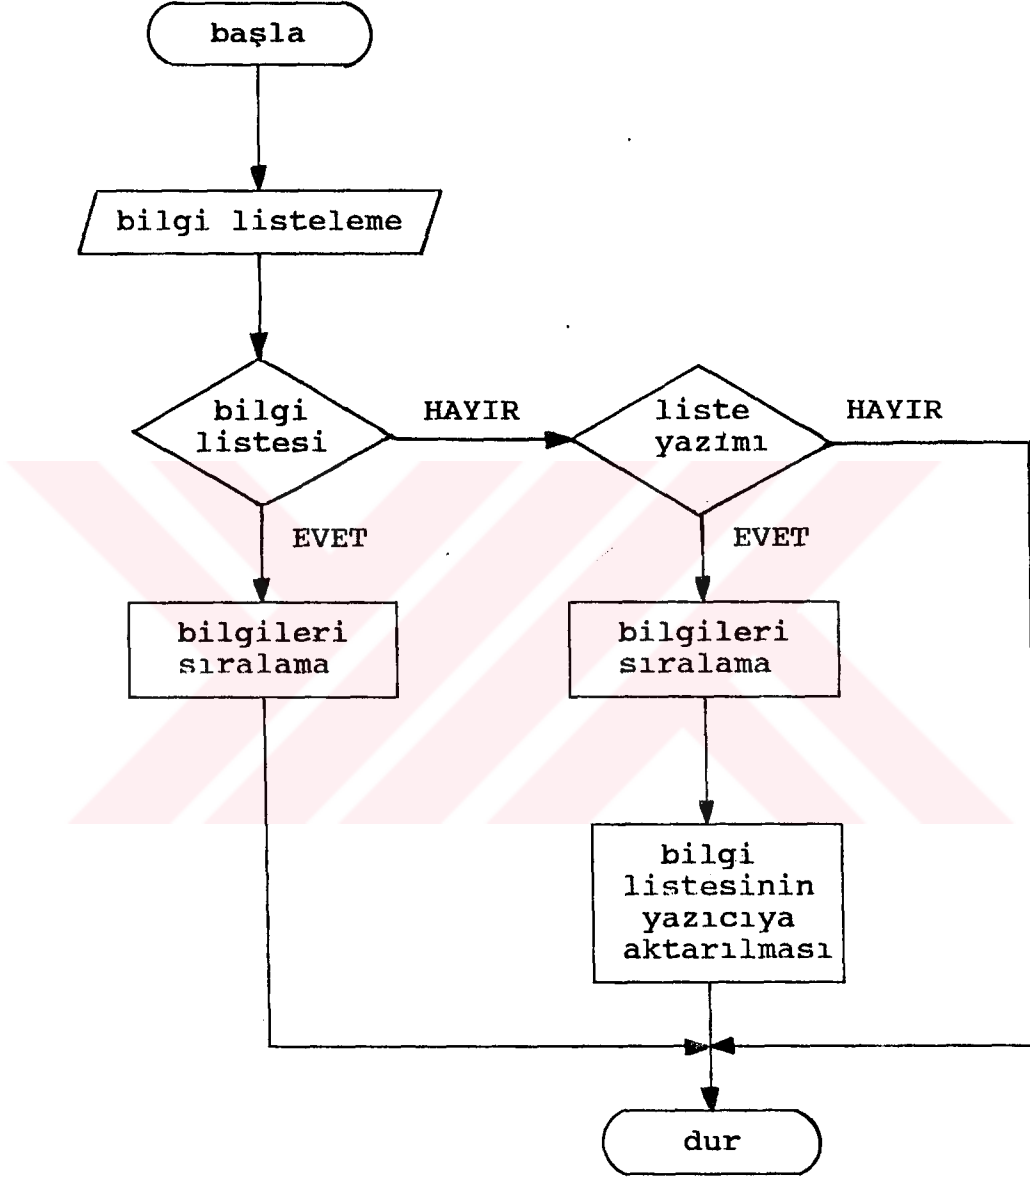 başla
bilgi listeleme
bilgi
listesi
HAYIR
liste
yazımı
HAYIR
EVET
EVET
bilgileri
sıralama
bilgileri
sıralama
bilgi
listesinin
yazıcıya
aktarılması
dur